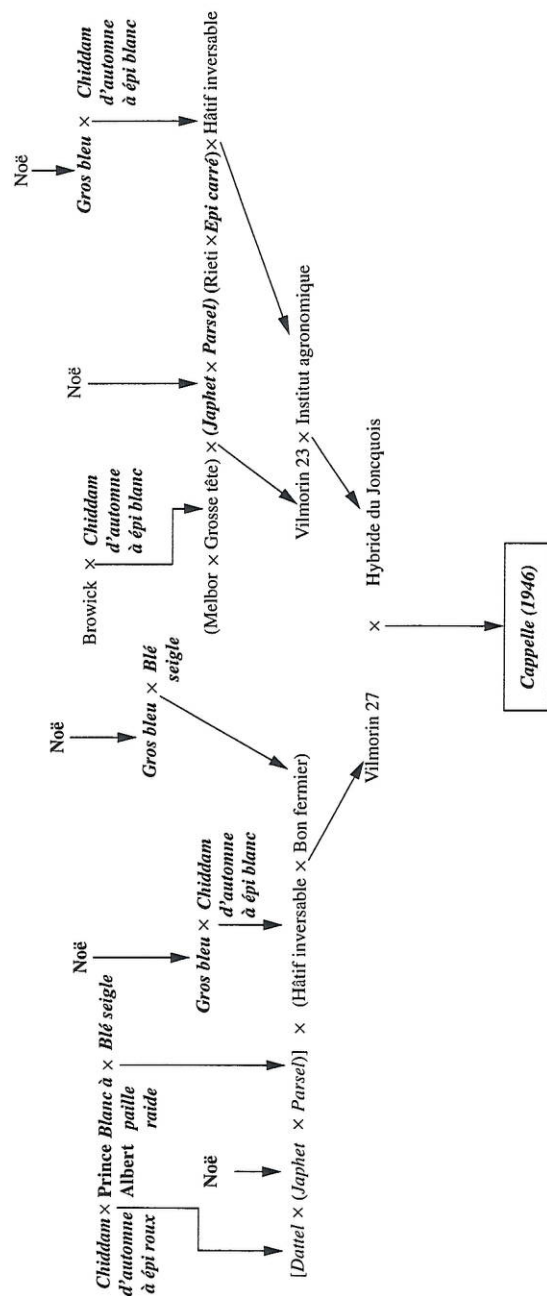 Noë
Gros bleu × Chiddam
d'automne
à épi blanc
Noë
Browick × Chiddam
d'automne
à épi blanc
(Melbor × Grosse tête) × (Japhet × Parsel) (Rieti × Epi carré) × Hâtif inversable
Vilmorin 23 × Institut agronomique
Hybride du Joncquois
Noë
Gros bleu × Blé
seigle
Noë
Gros bleu × Chiddam
d'automne
à épi blanc
Chiddam × Prince Blanc à × Blé seigle
d'automne Albert paille
à épi roux raide
Noë
[Dattel × (Japhet × Parsel)] × (Hâtif inversable × Bon fermier)
Vilmorin 27
×
Cappelle (1946)